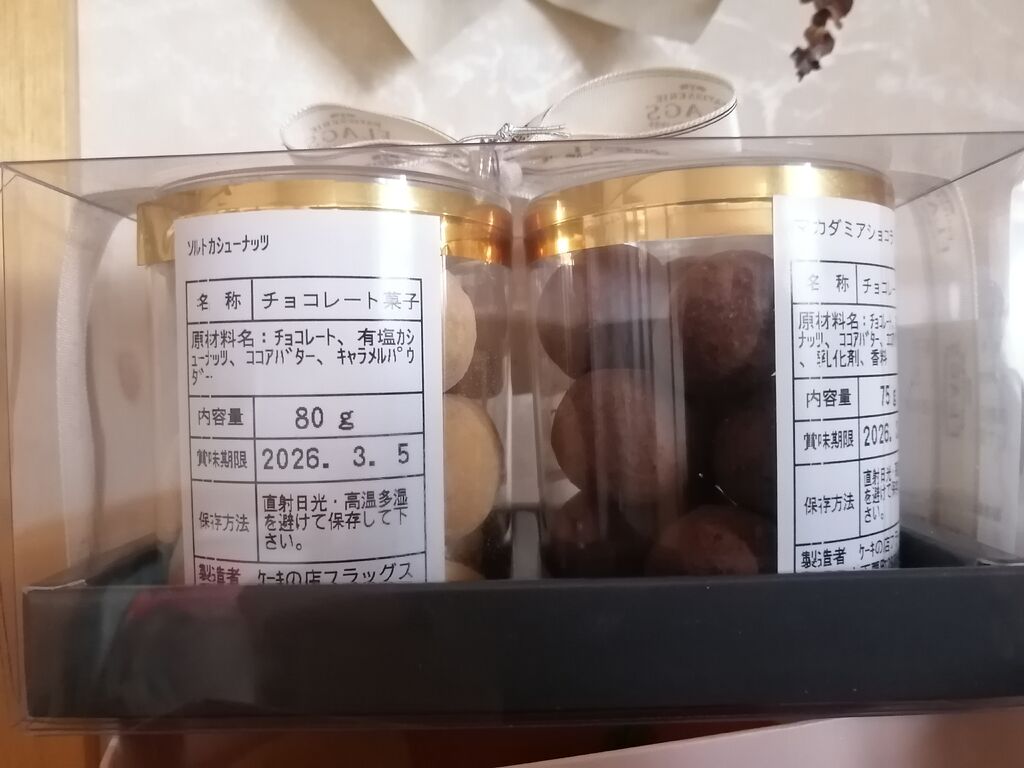 ソルトカシューナッツ
名 称 チョコレート菓子
原材料名：チョコレート、有塩カシ
ューナッツ、ココアバター、キャラメルパウ
ダー
内容量 80 g
賞味期限 2026. 3. 5
保存方法 直射日光・高温多湿
を避けて保存して下
さい。
製造者 ケーキの店フラッグス
マカダミアショコラ
名 称 チョコレー
原材料名：チョコレート、
ナッツ、ココアバター、ココ
、乳化剤、香料
内容量 75 g
賞味期限 2026.
保存方法 直射日光・
を避けて保
さい。
製造者 ケーキの店フラ
FLAGS